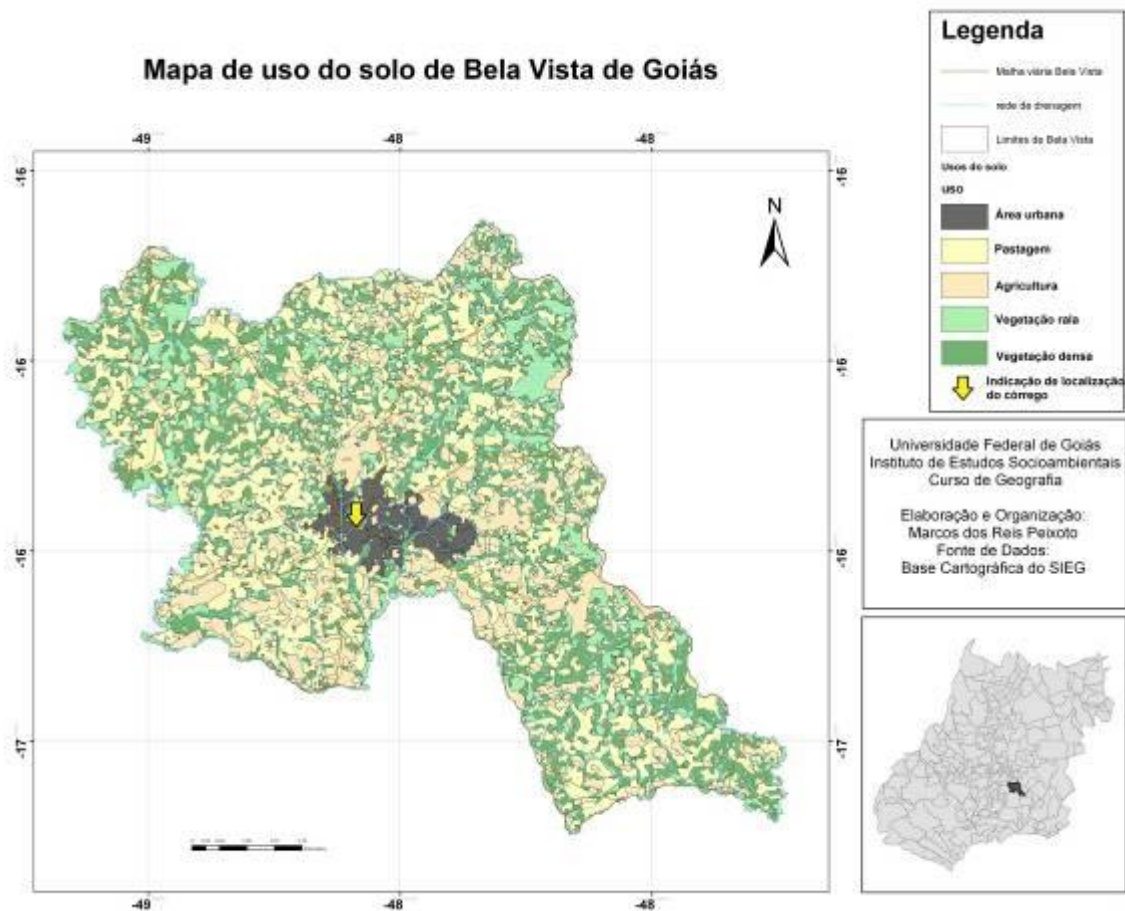 Mapa de uso do solo de Bela Vista de Goiás
-49
-48
-48
-16
-16
-16
-17
-16
-16
-16
-17
-49
-48
-48
N
Legenda
Malha viária Bela Vista
rede de drenagem
Limites de Bela Vista
Usos do solo
uso
Área urbana
Pastagem
Agricultura
Vegetação rala
Vegetação densa
Indicação de localização
do córrego
Universidade Federal de Goiás
Instituto de Estudos Socioambientais
Curso de Geografia
Elaboração e Organização:
Marcos dos Reis Peixoto
Fonte de Dados:
Base Cartográfica do SIEG